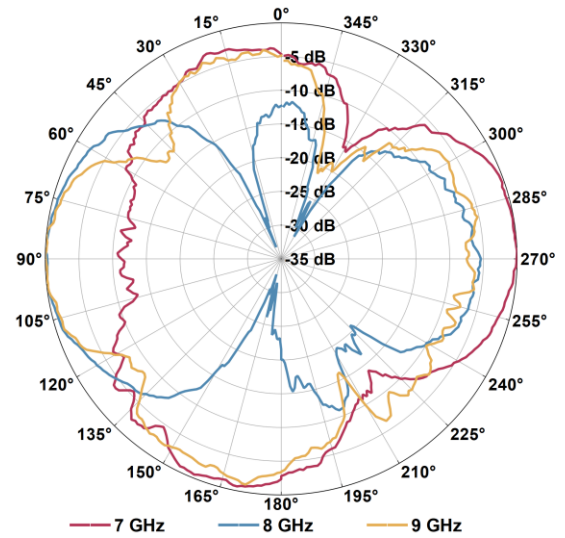 0°
15° 345°
30° 330°
-5 dB
45° 315°
-10 dB
-15 dB
60° 300°
-20 dB
75° -25 dB 285°
-30 dB
90° -35 dB 270°
105° 255°
120° 240°
135° 225°
150° 210°
165° 195°
180°
7 GHz 8 GHz 9 GHz